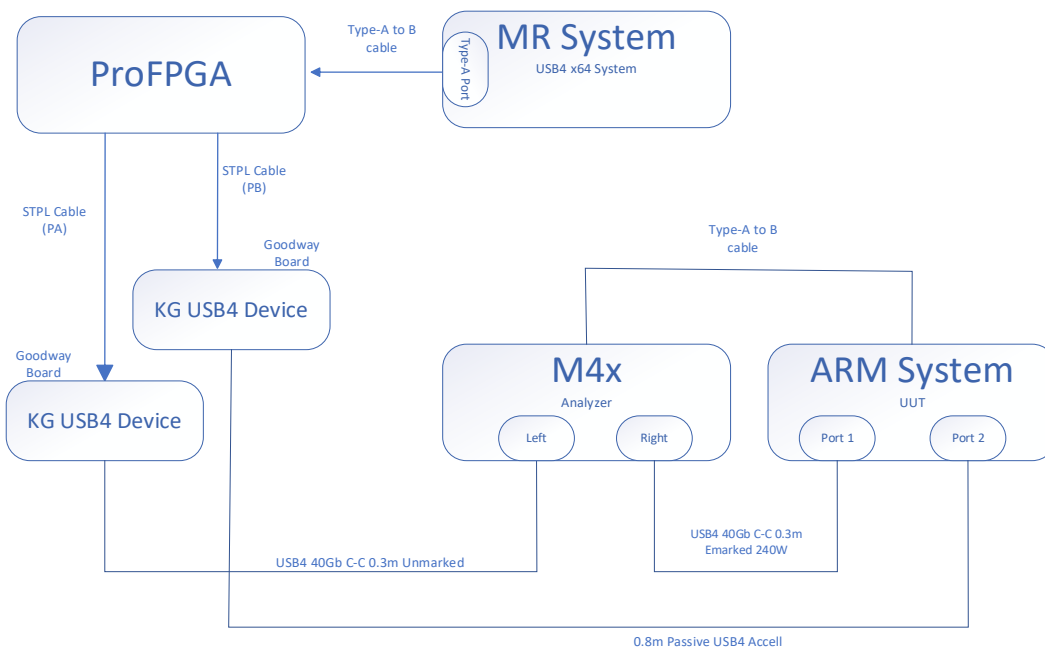 Type-A to B
cable
MR System
USB4 x64 System
Type-A Port
ProFPGA
STPL Cable
(PB)
STPL Cable
(PA)
Type-A to B
cable
Goodway
Board
KG USB4 Device
Goodway
Board
KG USB4 Device
M4x
Analyzer
Left
Right
ARM System
UUT
Port 1
Port 2
USB4 40Gb C-C 0.3m
Emarked 240W
USB4 40Gb C-C 0.3m Unmarked
0.8m Passive USB4 Accell